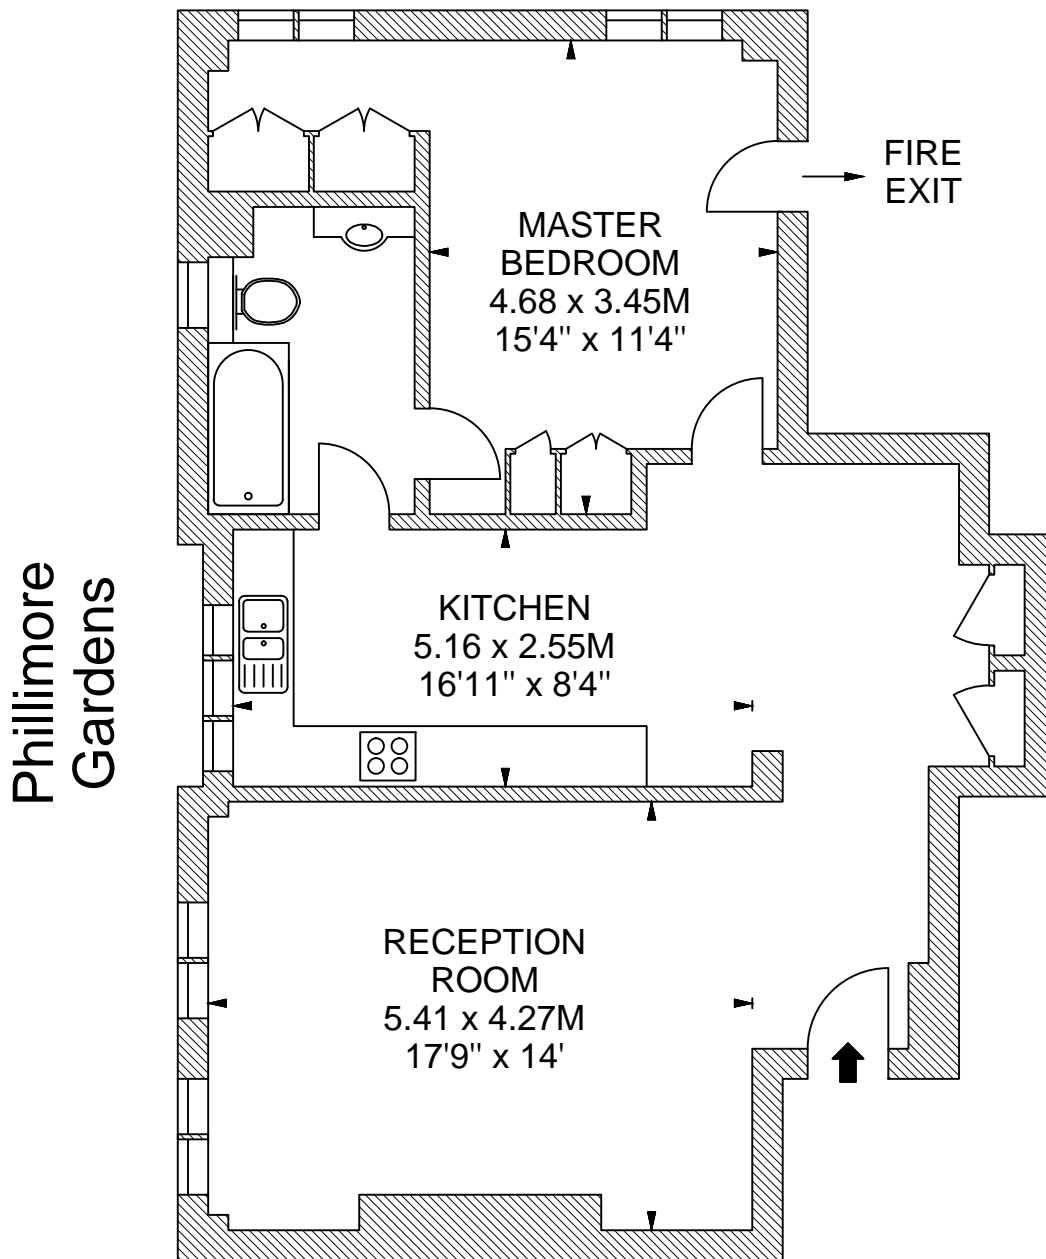 FIRE
EXIT
MASTER
BEDROOM
4.68 x 3.45M
15'4" x 11'4"
Phillimore
Gardens
KITCHEN
5.16 x 2.55M
16'11" x 8'4"
RECEPTION
ROOM
5.41 x 4.27M
17'9" x 14'